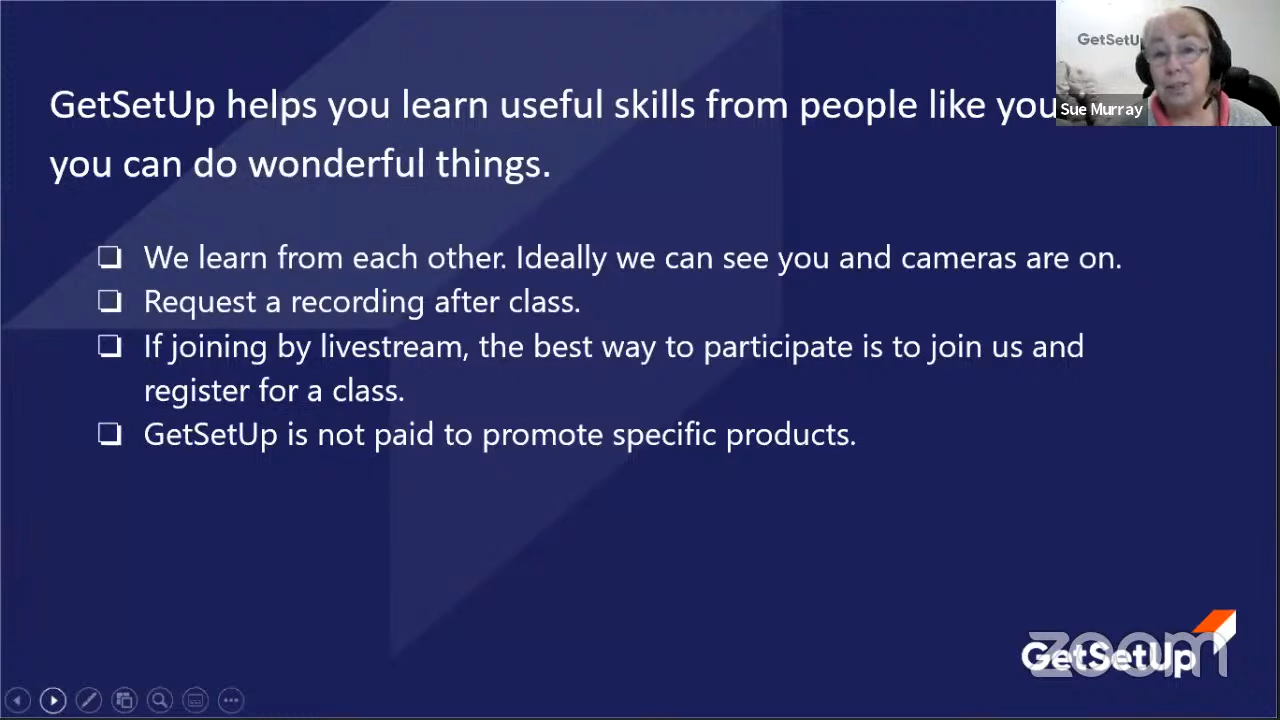 GetSetU
Sue Murray
GetSetUp helps you learn useful skills from people like you
you can do wonderful things.
We learn from each other. Ideally we can see you and cameras are on.
Request a recording after class.
If joining by livestream, the best way to participate is to join us and
register for a class.
GetSetUp is not paid to promote specific products.
GetSetUp
zoom